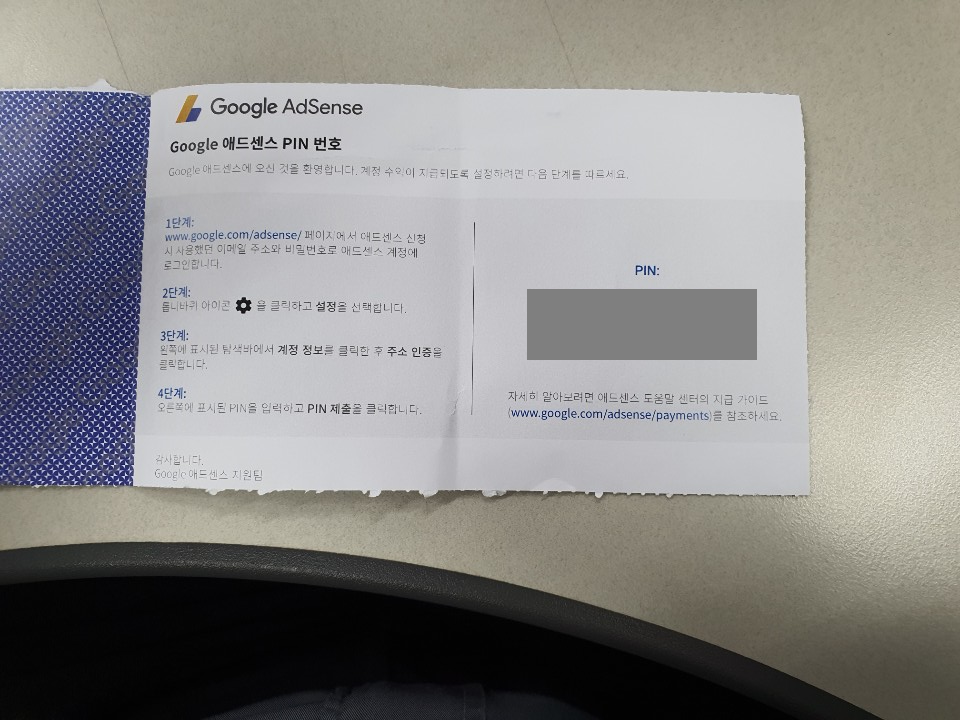 Google AdSense
Google 애드센스 PIN 번호
Google 애드센스에 오신 것을 환영합니다. 계정 수익이 지급되도록 설정하려면 다음 단계를 따르세요.
1단계:
www.google.com/adsense/ 페이지에서 애드센스 신청
시 사용했던 이메일 주소와 비밀번호로 애드센스 계정에
로그인합니다.
2단계:
톱니바퀴 아이콘 을 클릭하고 설정을 선택합니다.
3단계:
왼쪽에 표시된 탐색바에서 계정 정보를 클릭한 후 주소 인증을
클릭합니다.
4단계:
오른쪽에 표시된 PIN을 입력하고 PIN 제출을 클릭합니다.
PIN:
자세히 알아보려면 애드센스 도움말 센터의 지급 가이드
(www.google.com/adsense/payments)를 참조하세요.
감사합니다.
Google 애드센스 지원팀